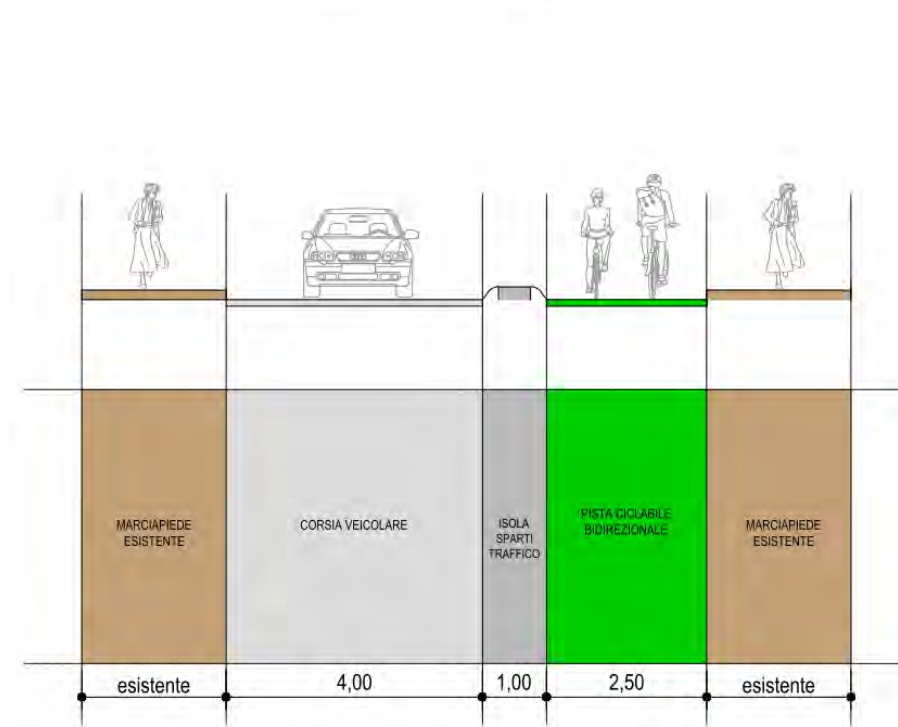 MARCIAPIEDE
ESISTENTE
CORSIA VEICOLARE
ISOLA
SPARTI
TRAFFICO
PISTA CICLABILE
BIDIREZIONALE
MARCIAPIEDE
ESISTENTE
esistente
4,00
1,00
2,50
esistente